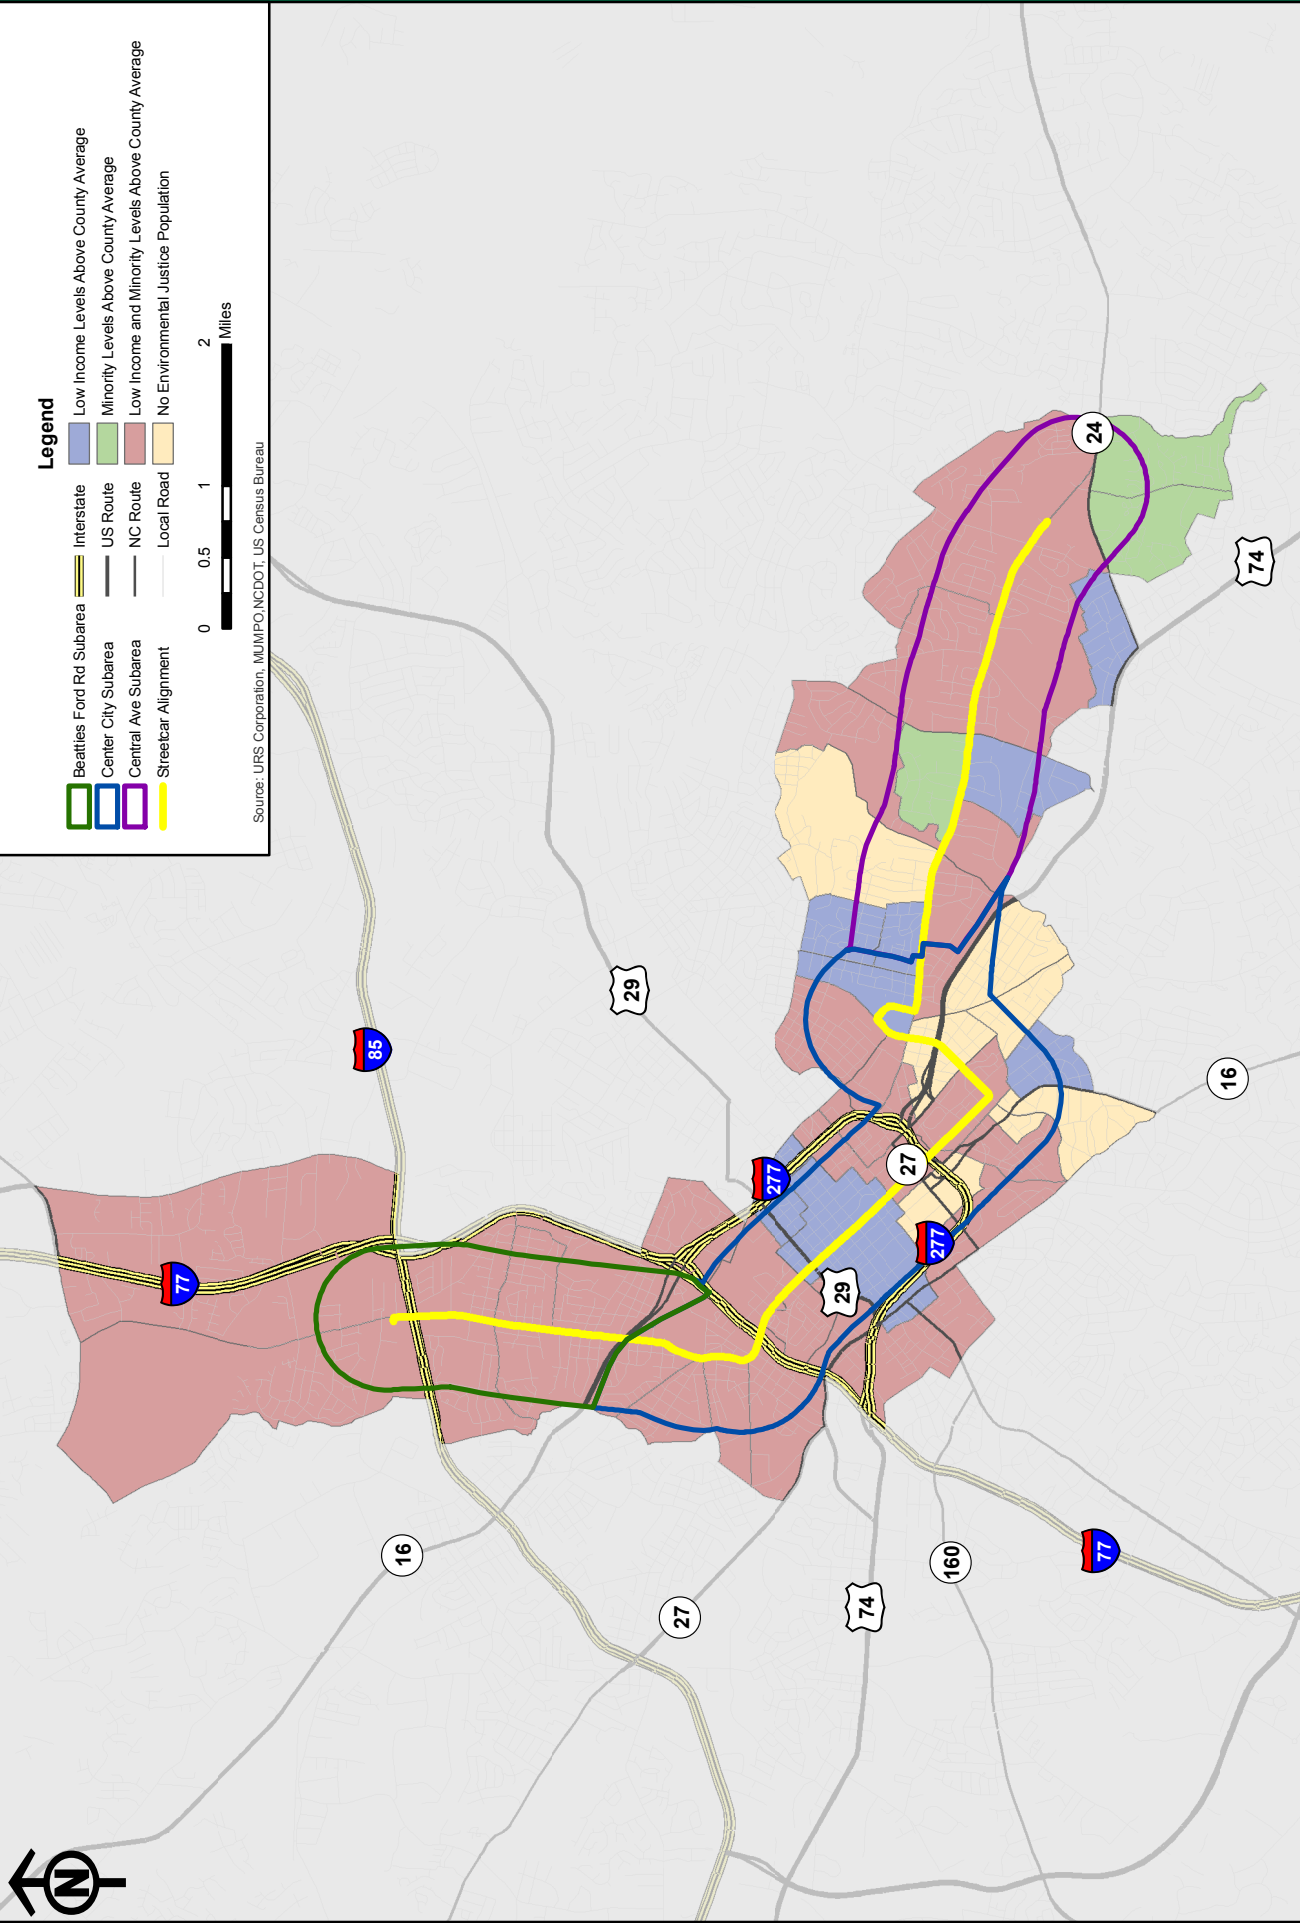 Legend
Beatties Ford Rd Subarea
Center City Subarea
Central Ave Subarea
Streetcar Alignment
Interstate
US Route
NC Route
Local Road
Low Income Levels Above County Average
Minority Levels Above County Average
Low Income and Minority Levels Above County Average
No Environmental Justice Population
0 0.5 1 2
Miles
Source: URS Corporation, MUMPO,NCDOT, US Census Bureau
N
77
85
29
16
277
27
24
74
29
277
16
27
74
160
77